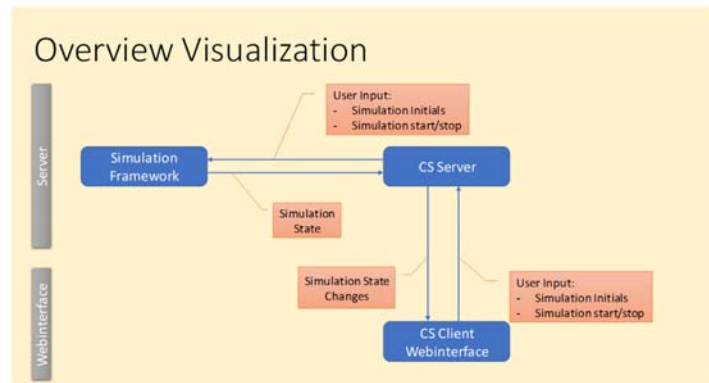 Overview Visualization
User Input:
- Simulation Initials
- Simulation start/stop
Server
Simulation
Framework
CS Server
Simulation
State
Simulation State
Changes
User Input:
- Simulation Initials
- Simulation start/stop
Webinterface
CS Client
Webinterface